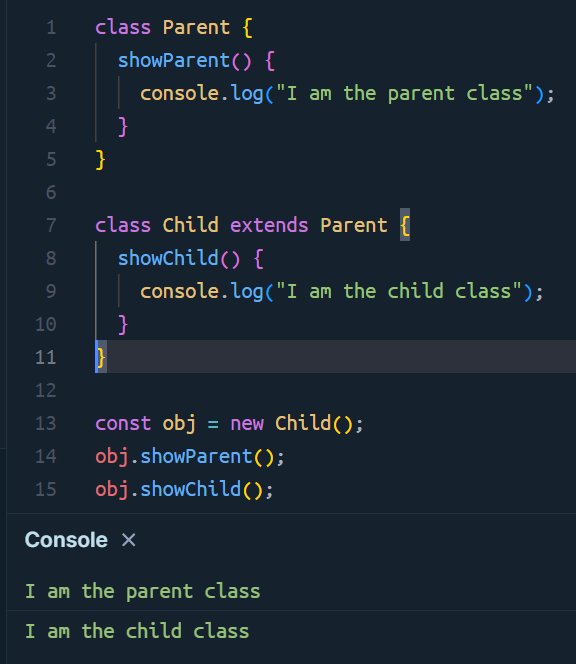 1 class Parent {
2 showParent() {
3 console.log("I am the parent class");
4 }
5 }
6
7 class Child extends Parent {
8 showChild() {
9 console.log("I am the child class");
10 }
11 }
12
13 const obj = new Child();
14 obj.showParent();
15 obj.showChild();
Console ×
I am the parent class
I am the child class